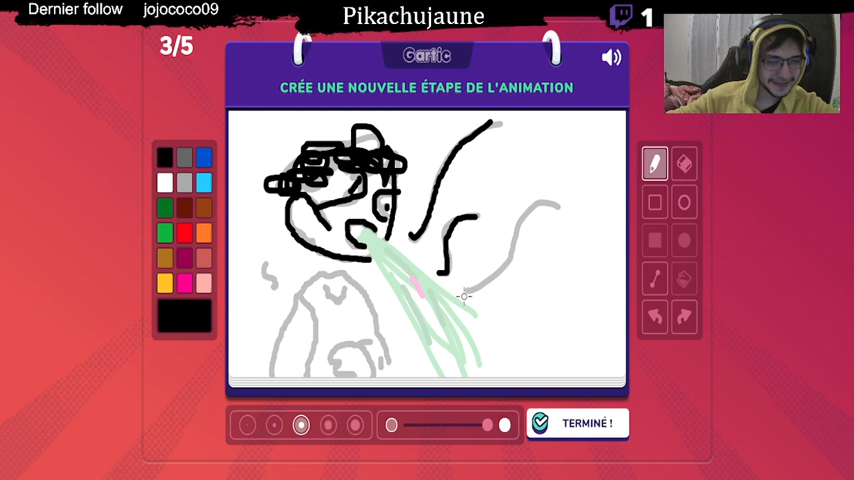 Dernier follow jojococo09
Pikachujaune
1
3/5
Gartic
CRÉE UNE NOUVELLE ÉTAPE DE L'ANIMATION
TERMINÉ !